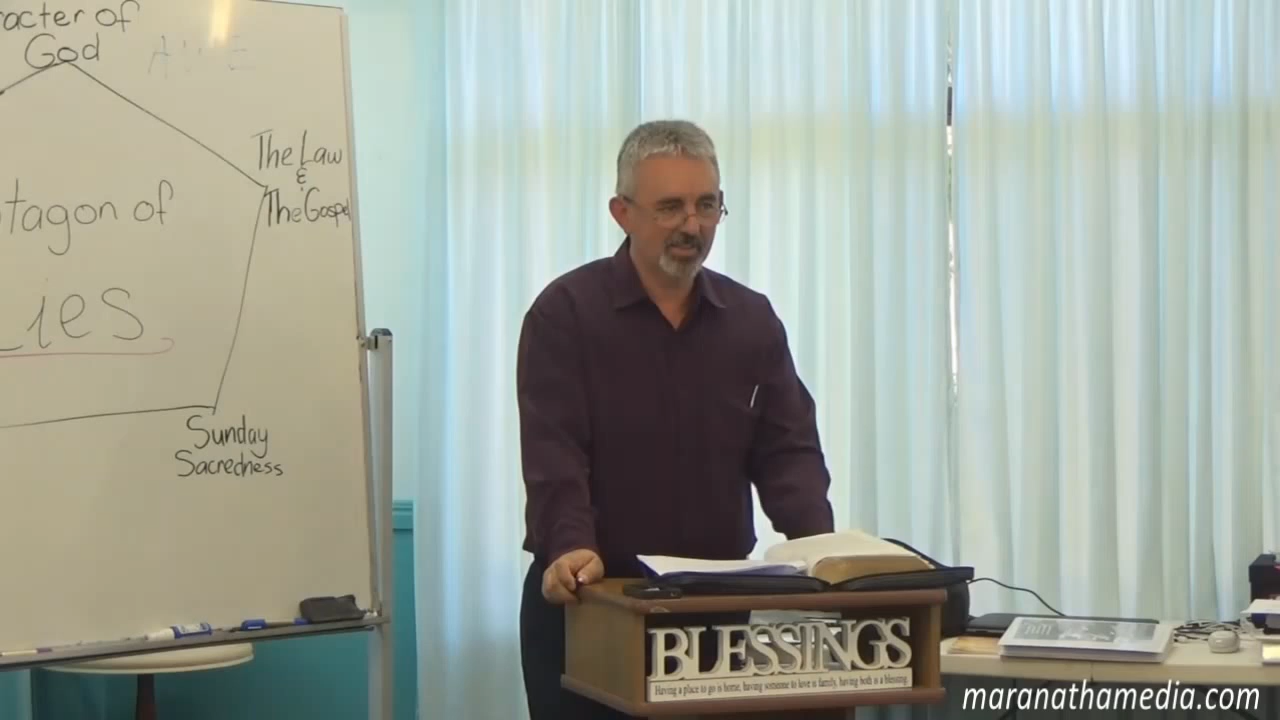 racter of
God
The Law
&
The Gospel
tagon of
Lies
Sunday
Sacredness
BLESSINGS
Having a place to go is home, having someone to love is family, having both is a blessing.
maranathamedia.com